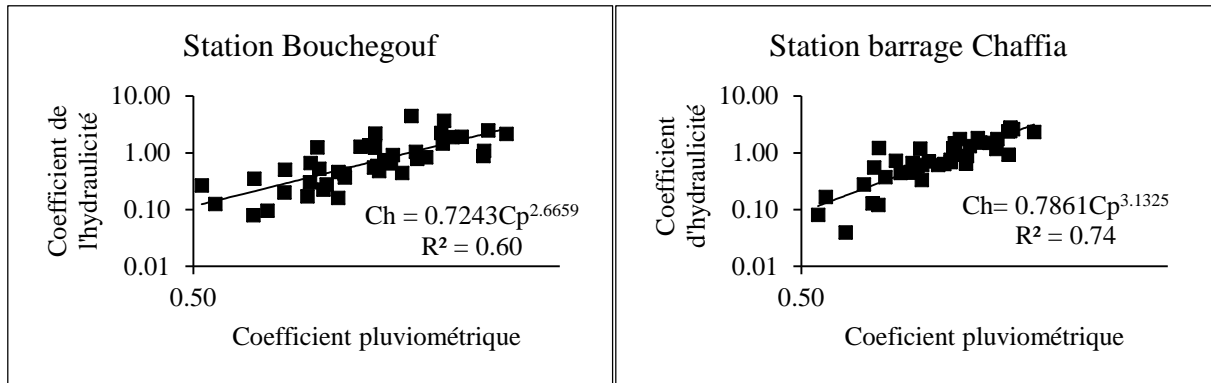 Station Bouchegouf
Coefficient de
l'hydraulicité
10.00
1.00
0.10
0.01
Ch = 0.7243Cp^2.6659
R² = 0.60
0.50
Coefficient pluviométrique
Station barrage Chaffia
Coefficient
d'hydraulicité
10.00
1.00
0.10
0.01
Ch= 0.7861Cp^3.1325
R² = 0.74
0.50
Coeficient pluviométrique